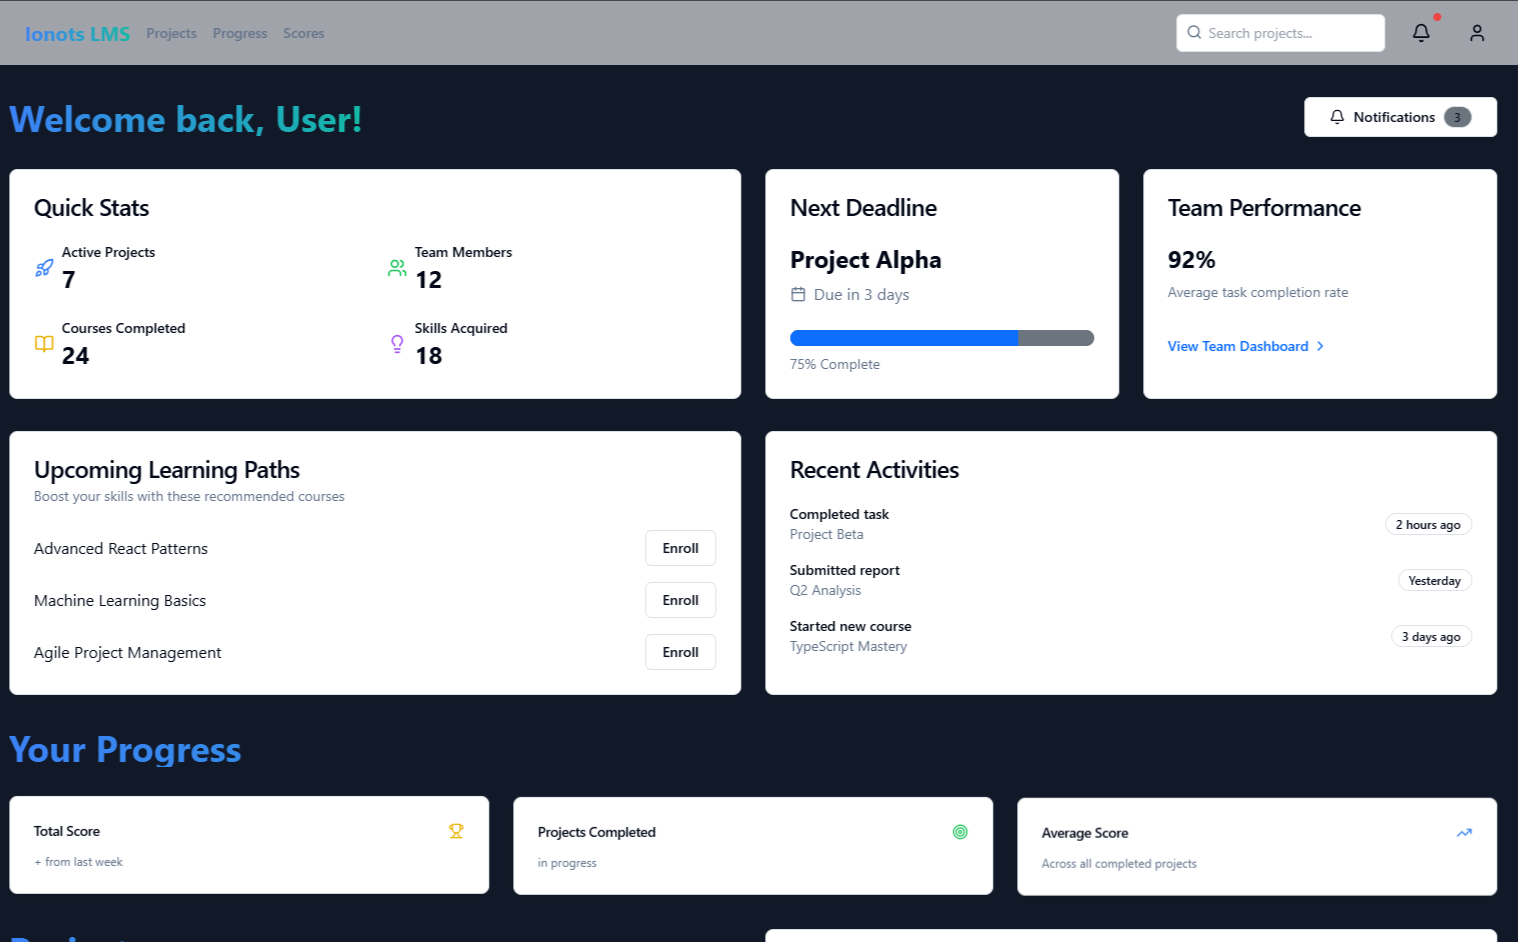 Ionots LMS Projects Progress Scores Search projects...
Welcome back, User!
Notifications 3
Quick Stats
Active Projects
7
Team Members
12
Courses Completed
24
Skills Acquired
18
Next Deadline
Project Alpha
Due in 3 days
75% Complete
Team Performance
92%
Average task completion rate
View Team Dashboard
Upcoming Learning Paths
Boost your skills with these recommended courses
Advanced React Patterns Enroll
Machine Learning Basics Enroll
Agile Project Management Enroll
Recent Activities
Completed task
Project Beta
2 hours ago
Submitted report
Q2 Analysis
Yesterday
Started new course
TypeScript Mastery
3 days ago
Your Progress
Total Score
+ from last week
Projects Completed
in progress
Average Score
Across all completed projects